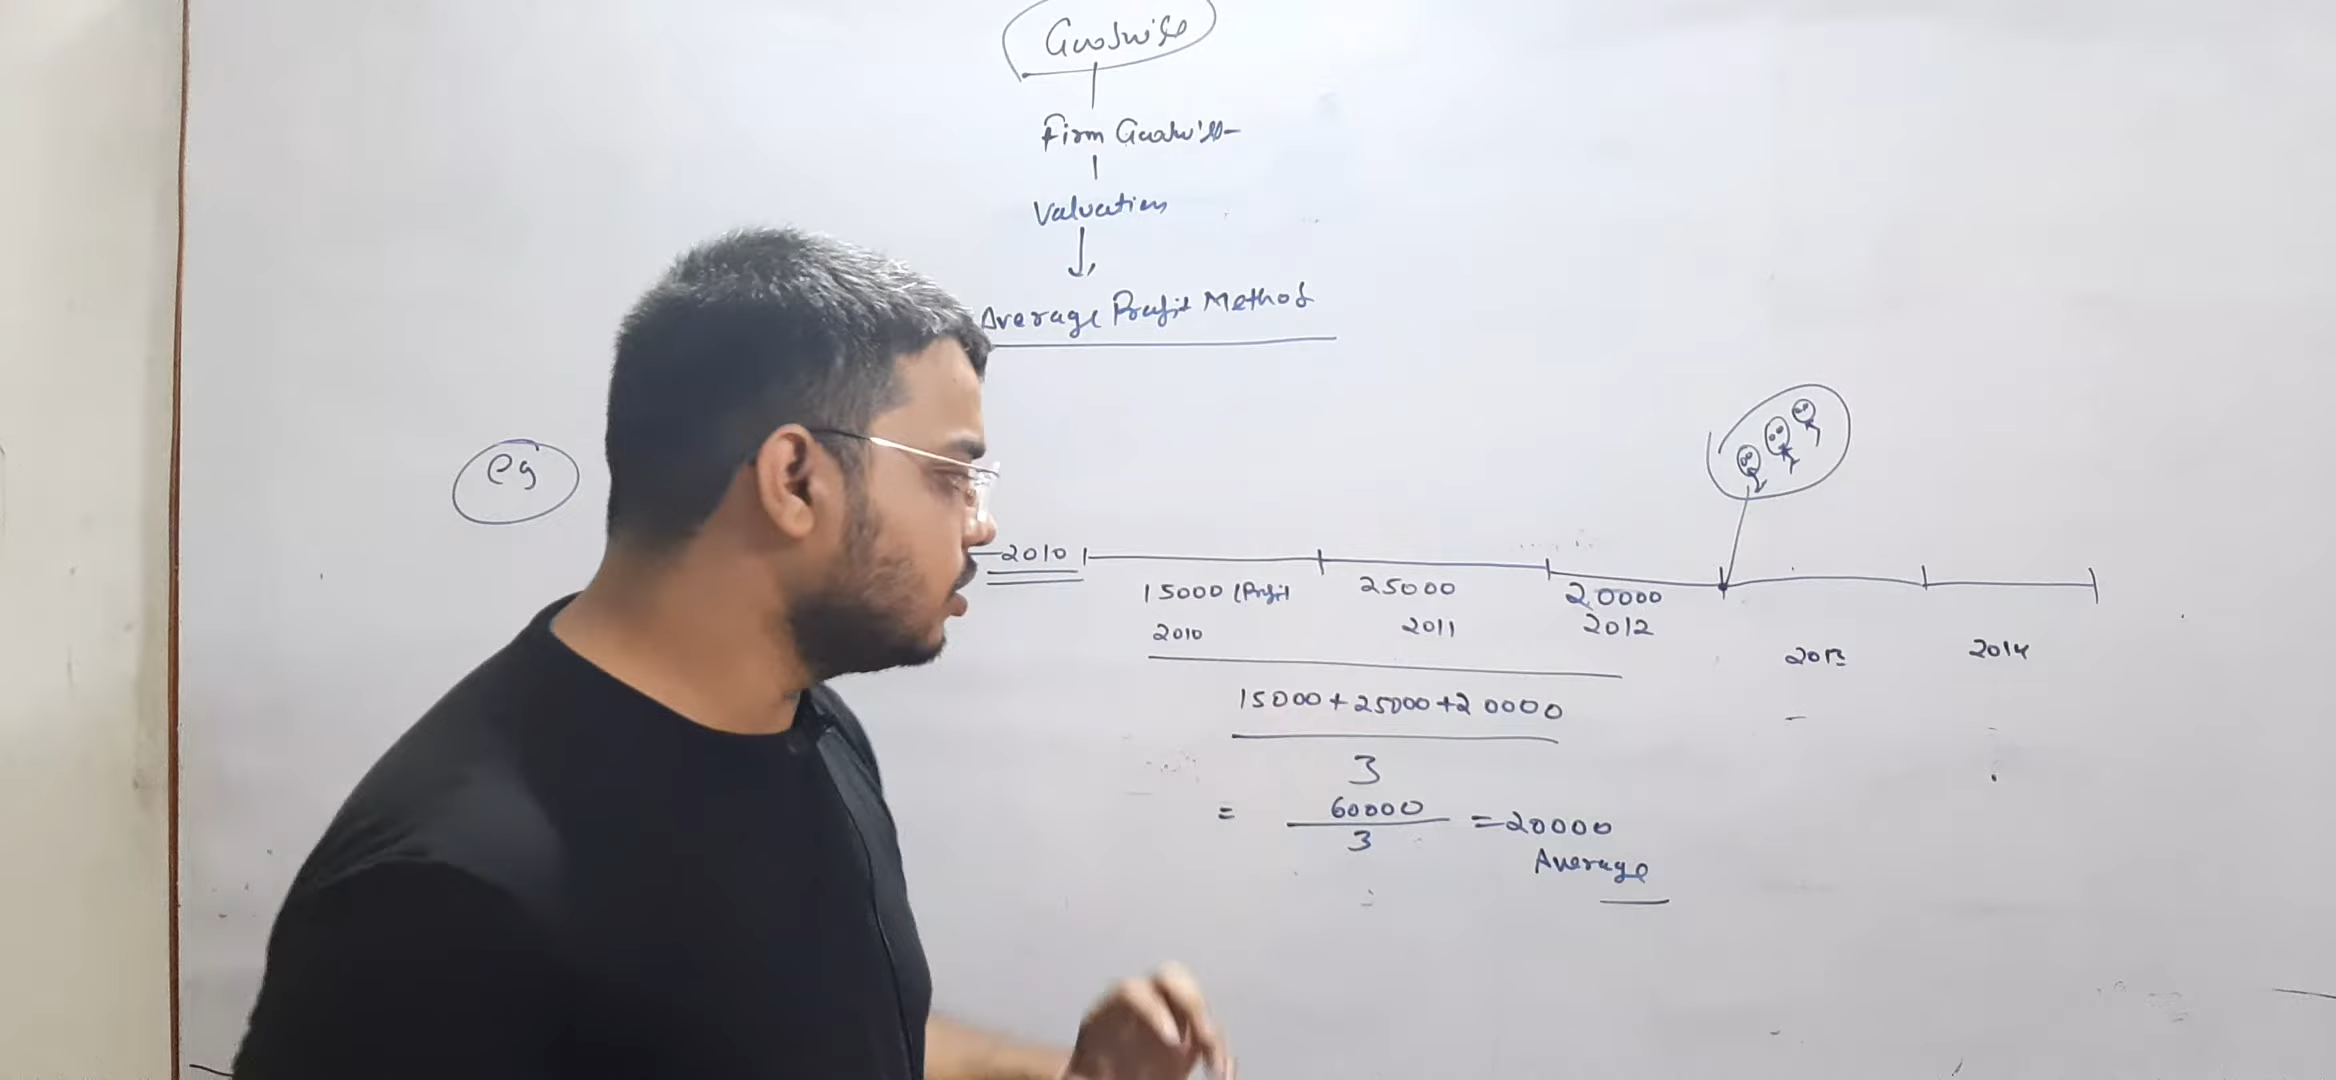 Goodwill
Firm Goodwill
Valuation
Average Profit Method
eg
2010
15000 (Profit 25000 20000
2010 2011 2012 2013 2014
15000+25000+20000
3
= 60000 =20000
3
Average